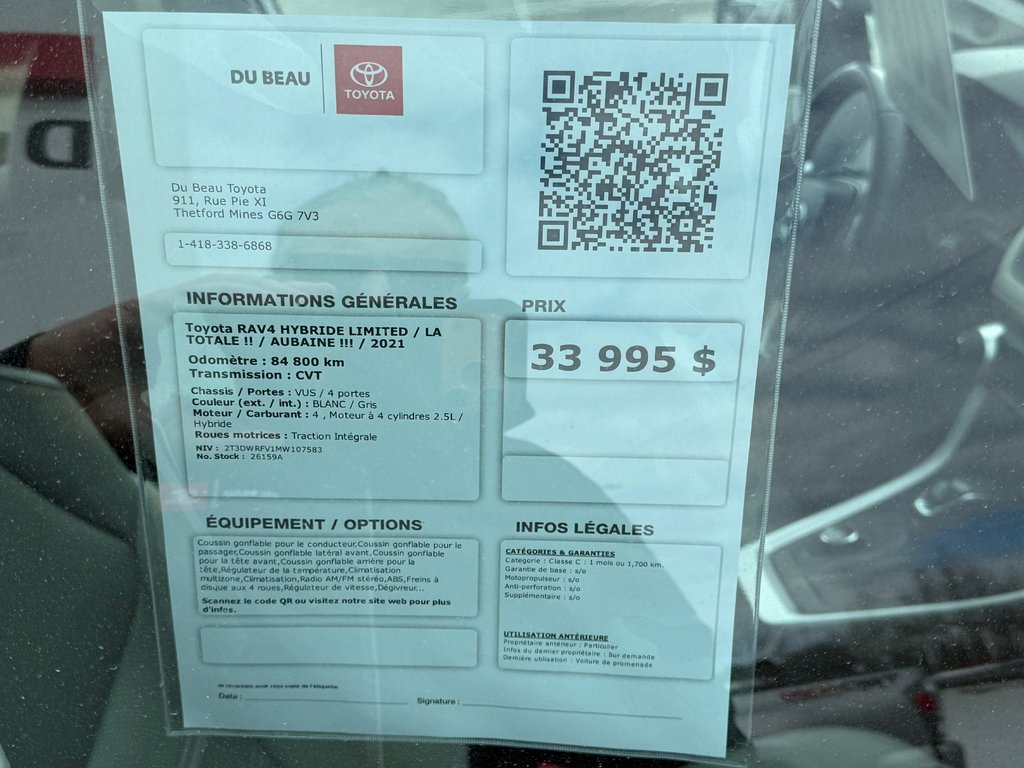 DU BEAU
TOYOTA
D
Du Beau Toyota
911, Rue Pie XI
Thetford Mines G6G 7V3
1-418-338-6868
INFORMATIONS GÉNÉRALES
Toyota RAV4 HYBRIDE LIMITED / LA
TOTALE !! / AUBAINE !!! / 2021
Odomètre : 84 800 km
Transmission : CVT
Chassis / Portes : VUS / 4 portes
Couleur (ext. / int.) : BLANC / Gris
Moteur / Carburant : 4 , Moteur à 4 cylindres 2.5L /
Hybride
Roues motrices : Traction Intégrale
NIV : 2T3DWRFV1MW107583
No. Stock : 26159A
PRIX
33 995 $
ÉQUIPEMENT / OPTIONS
Coussin gonflable pour le conducteur,Coussin gonflable pour le
passager,Coussin gonflable latéral avant,Coussin gonflable
pour la tête avant,Coussin gonflable arrière pour la
tête,Régulateur de la température,Climatisation
multizone,Climatisation,Radio AM/FM stéréo,ABS,Freins à
disque aux 4 roues,Régulateur de vitesse,Dégivreur...
Scannez le code QR ou visitez notre site web pour plus
d'infos.
INFOS LÉGALES
CATÉGORIES & GARANTIES
Categorie : Classe C : 1 mois ou 1,700 km.
Garantie de base : s/o
Motopropulseur : s/o
Anti-perforation : s/o
Supplémentaire : s/o
UTILISATION ANTÉRIEURE
Propriétaire antérieur : Particulier
Infos du dernier propriétaire : Sur demande
Dernière utilisation : Voiture de promenade
Je reconnais avoir reçu copie de l'étiquette.
Date :
Signature :